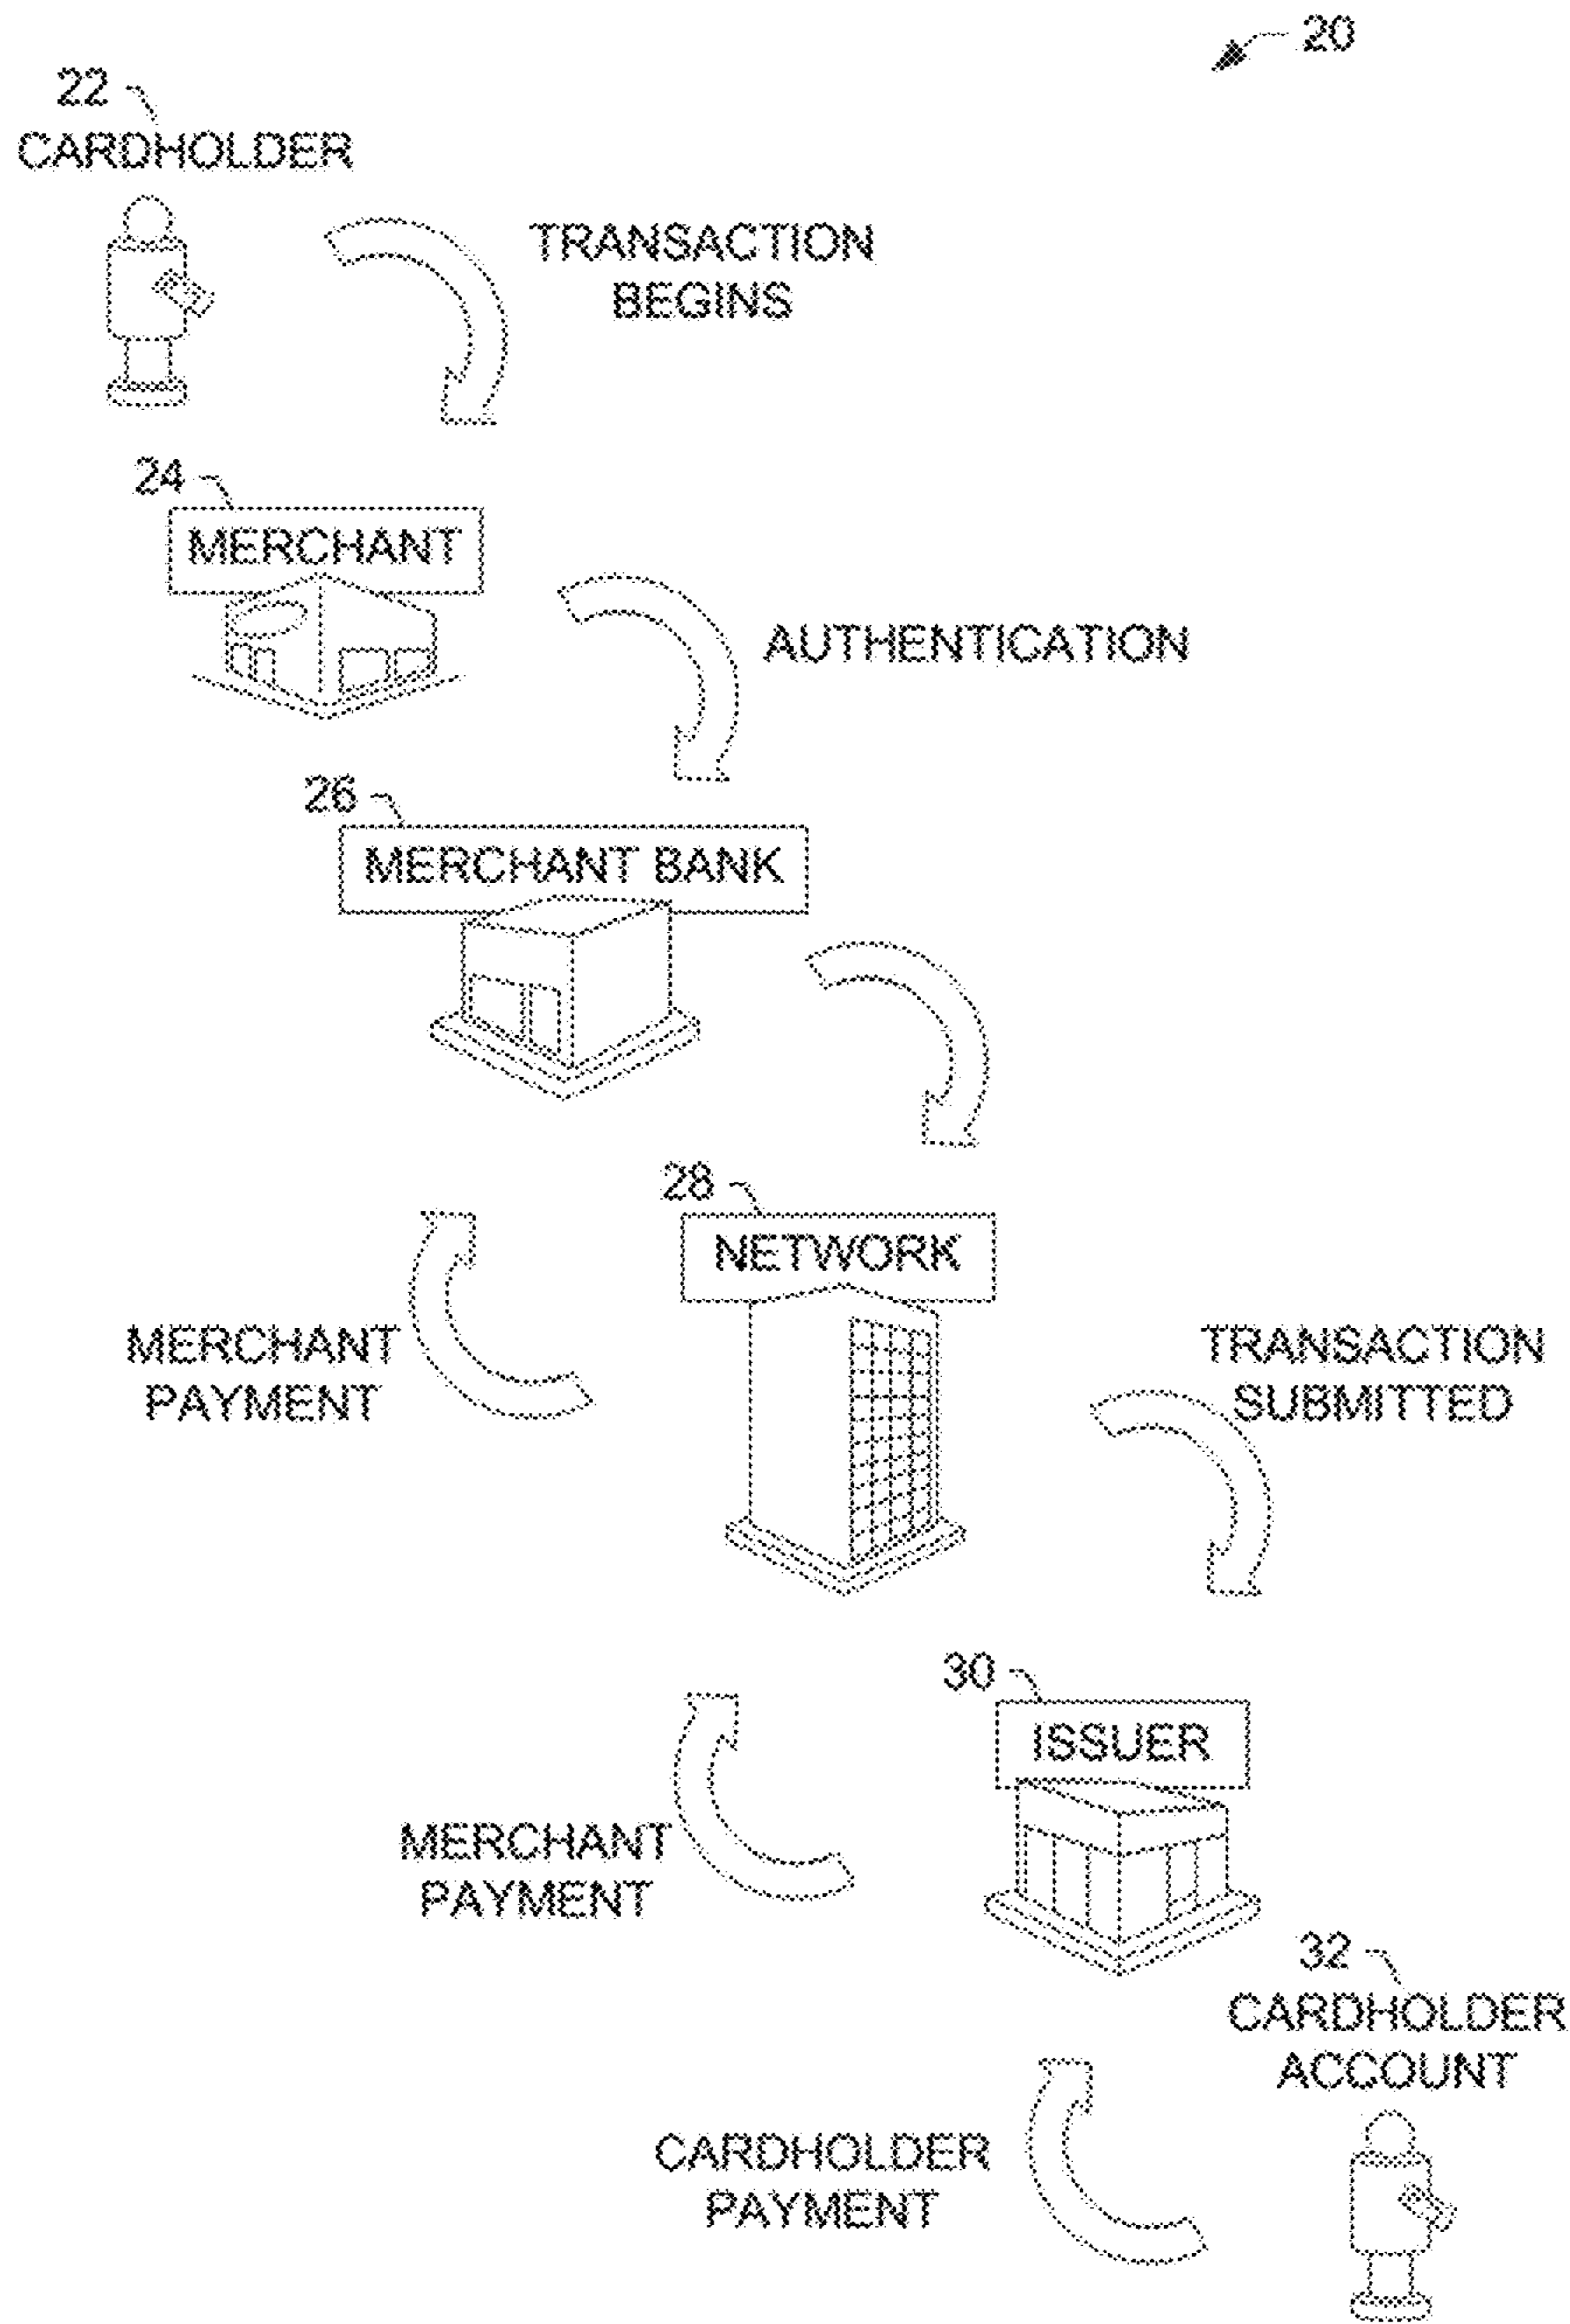 20
22
CARDHOLDER
TRANSACTION
BEGINS
24
MERCHANT
AUTHENTICATION
26
MERCHANT BANK
28
NETWORK
MERCHANT
PAYMENT
TRANSACTION
SUBMITTED
30
ISSUER
MERCHANT
PAYMENT
32
CARDHOLDER
ACCOUNT
CARDHOLDER
PAYMENT